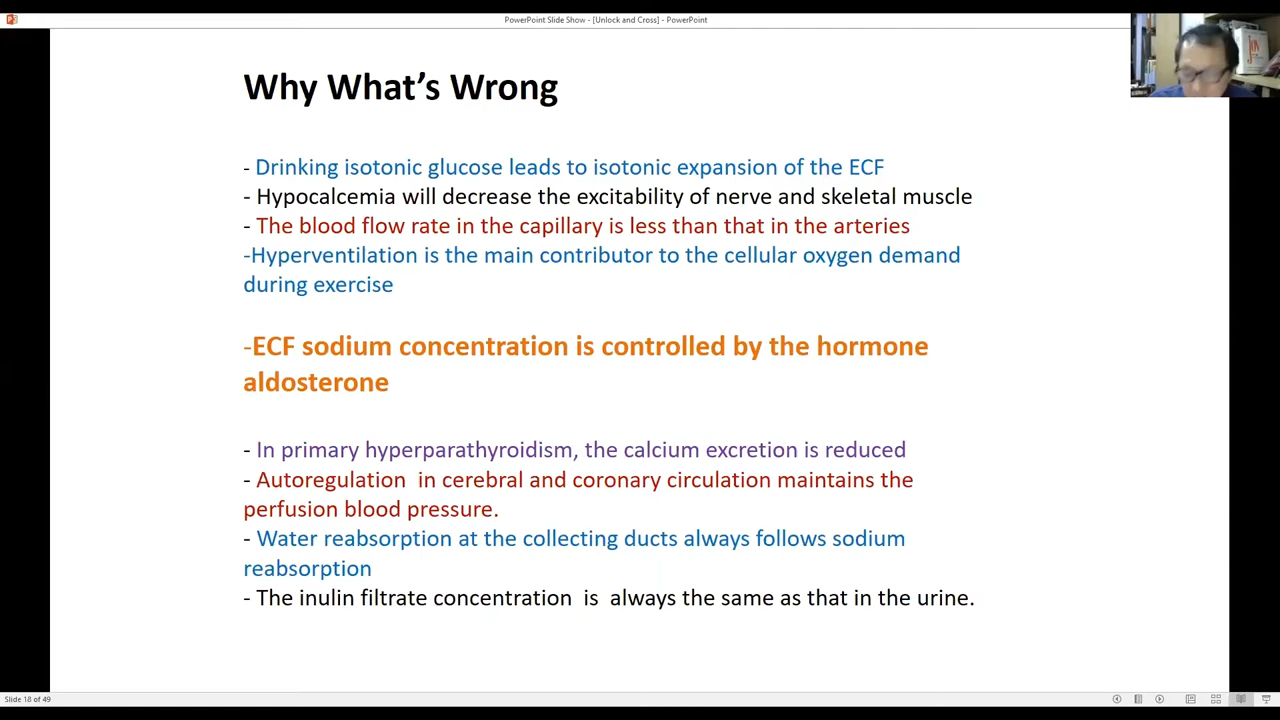 PowerPoint Slide Show - [Unlock and Cross] - PowerPoint
Why What's Wrong
- Drinking isotonic glucose leads to isotonic expansion of the ECF
- Hypocalcemia will decrease the excitability of nerve and skeletal muscle
- The blood flow rate in the capillary is less than that in the arteries
-Hyperventilation is the main contributor to the cellular oxygen demand
during exercise
-ECF sodium concentration is controlled by the hormone
aldosterone
- In primary hyperparathyroidism, the calcium excretion is reduced
- Autoregulation  in cerebral and coronary circulation maintains the
perfusion blood pressure.
- Water reabsorption at the collecting ducts always follows sodium
reabsorption
- The inulin filtrate concentration  is  always the same as that in the urine.
Slide 18 of 49